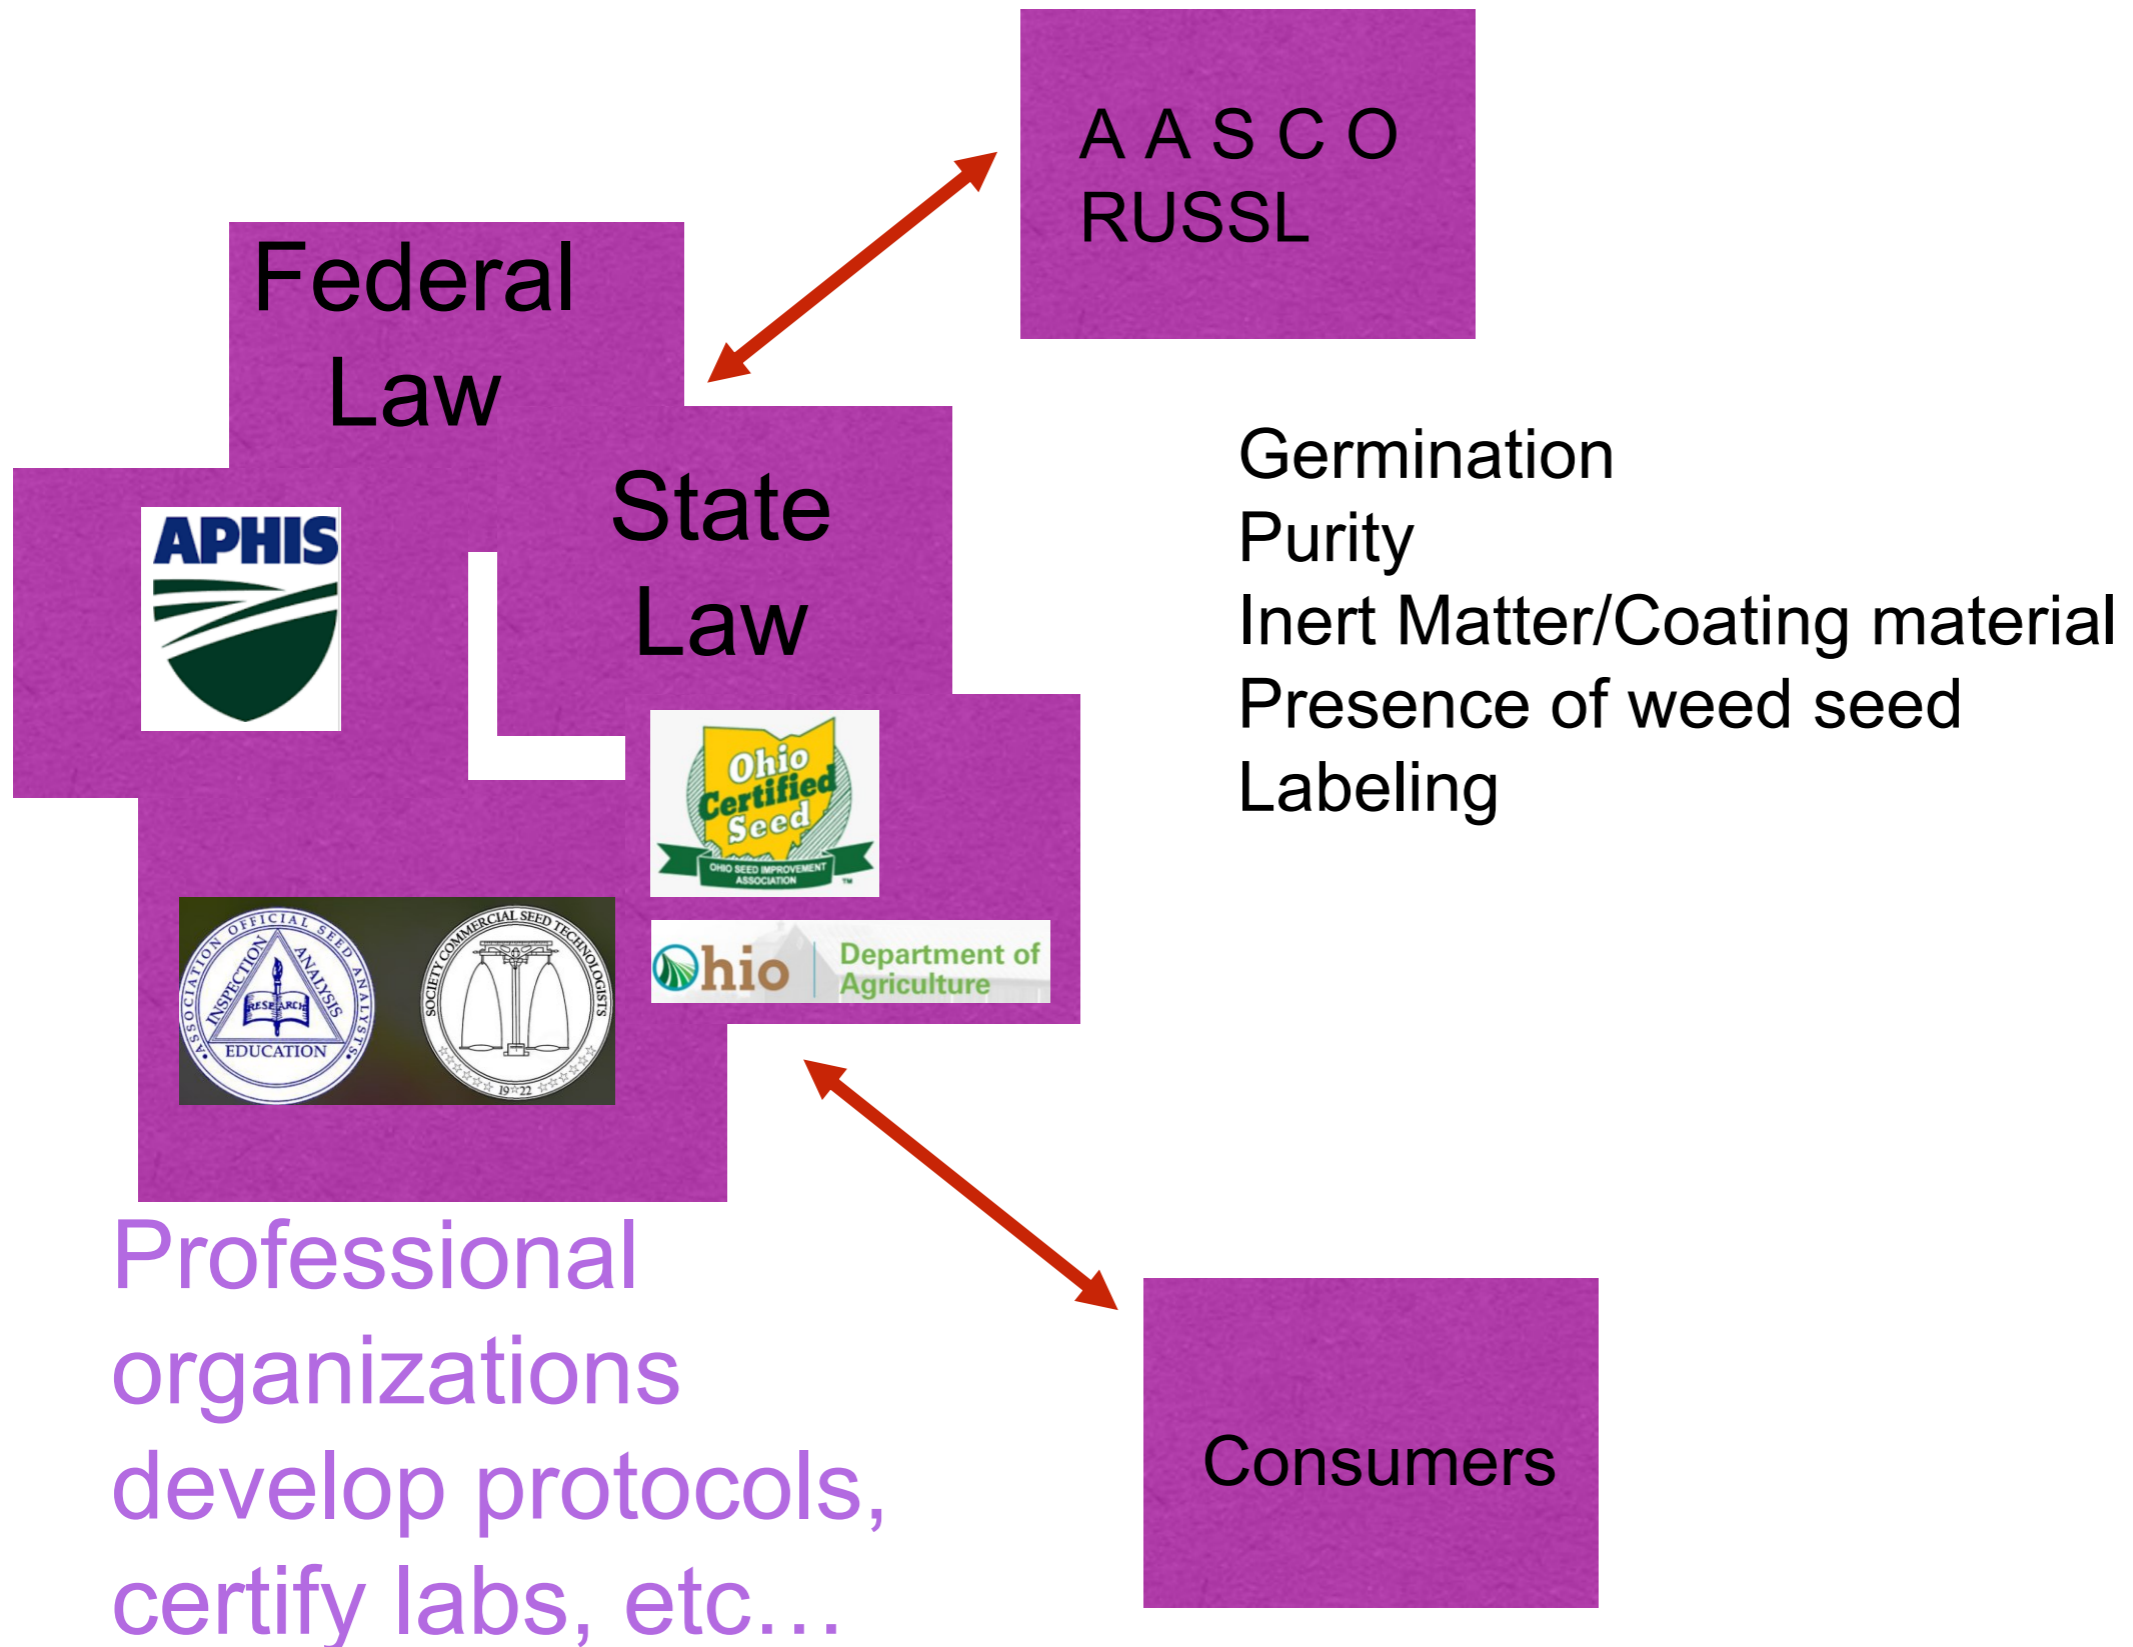 A A S C O
RUSSL
Federal
Law
State
Law
APHIS
Germination
Purity
Inert Matter/Coating material
Presence of weed seed
Labeling
Ohio
Certified
Seed
OHIO SEED IMPROVEMENT
ASSOCIATION
TM
ASSOCIATION OFFICIAL SEED ANALYSTS
INSPECTION
ANALYSIS
RESEARCH
EDUCATION
SOCIETY COMMERCIAL SEED TECHNOLOGISTS
19☆22
Ohio
Department of
Agriculture
Professional
organizations
develop protocols,
certify labs, etc…
Consumers